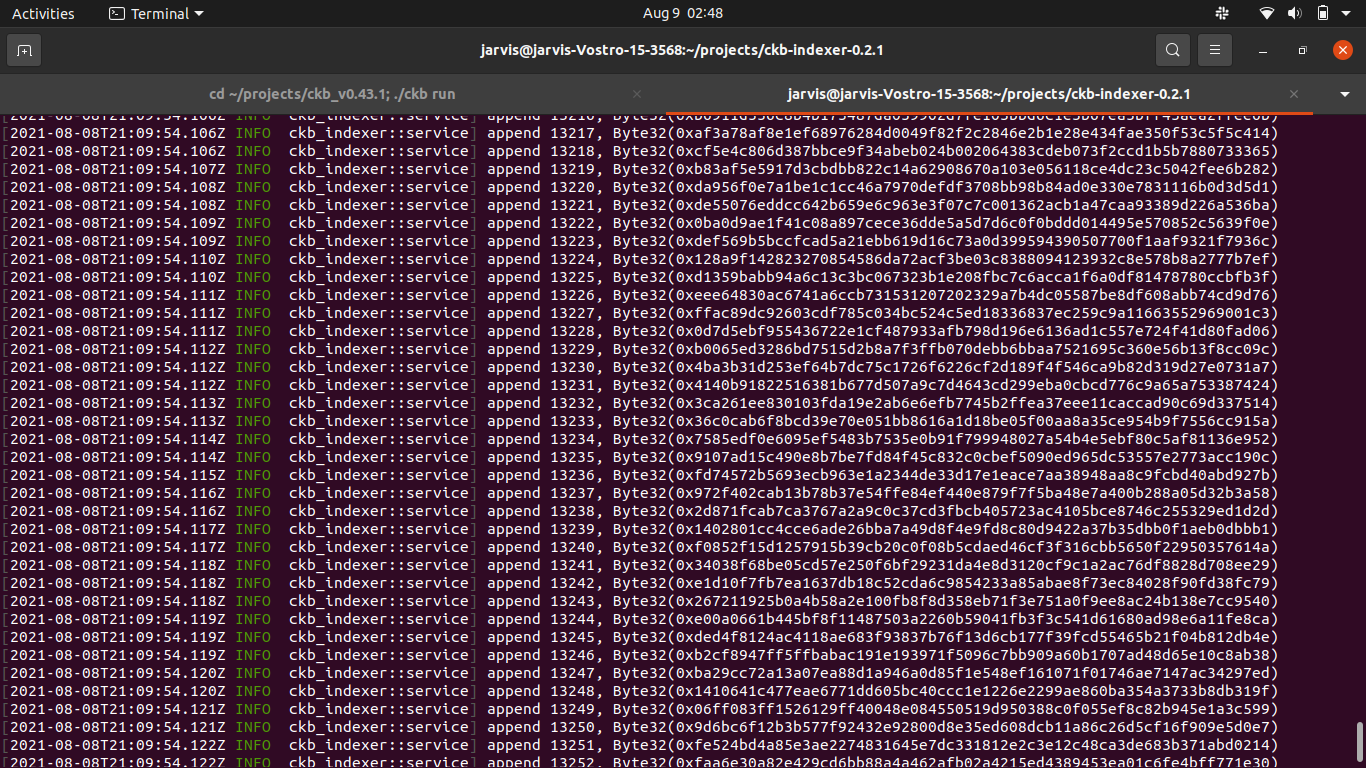 Activities Terminal Aug 9 02:48
jarvis@jarvis-Vostro-15-3568:~/projects/ckb-indexer-0.2.1
cd ~/projects/ckb_v0.43.1; ./ckb run jarvis@jarvis-Vostro-15-3568:~/projects/ckb-indexer-0.2.1
[2021-08-08T21:09:54.106Z INFO ckb_indexer::service] append 13217, Byte32(0xaf3a78af8e1ef68976284d0049f82f2c2846e2b1e28e434fae350f53c5f5c414)
[2021-08-08T21:09:54.106Z INFO ckb_indexer::service] append 13218, Byte32(0xcf5e4c806d387bbce9f34abeb024b002064383cdeb073f2ccd1b5b7880733365)
[2021-08-08T21:09:54.107Z INFO ckb_indexer::service] append 13219, Byte32(0xb83af5e5917d3cbdbb822c14a62908670a103e056118ce4dc23c5042fee6b282)
[2021-08-08T21:09:54.108Z INFO ckb_indexer::service] append 13220, Byte32(0xda956f0e7a1be1c1cc46a7970defdf3708bb98b84ad0e330e7831116b0d3d5d1)
[2021-08-08T21:09:54.108Z INFO ckb_indexer::service] append 13221, Byte32(0xde55076eddcc642b659e6c963e3f07c7c001362acb1a47caa93389d226a536ba)
[2021-08-08T21:09:54.109Z INFO ckb_indexer::service] append 13222, Byte32(0x0ba0d9ae1f41c08a897cece36dde5a5d7d6c0f0bddd014495e570852c5639f0e)
[2021-08-08T21:09:54.109Z INFO ckb_indexer::service] append 13223, Byte32(0xdef569b5bccfcad5a21ebb619d16c73a0d399594390507700f1aaf9321f7936c)
[2021-08-08T21:09:54.110Z INFO ckb_indexer::service] append 13224, Byte32(0x128a9f142823270854586da72acf3be03c8388094123932c8e578b8a2777b7ef)
[2021-08-08T21:09:54.110Z INFO ckb_indexer::service] append 13225, Byte32(0xd1359babb94a6c13c3bc067323b1e208fbc7c6acca1f6a0df81478780ccbfb3f)
[2021-08-08T21:09:54.111Z INFO ckb_indexer::service] append 13226, Byte32(0xeee64830ac6741a6ccb731531207202329a7b4dc05587be8df608abb74cd9d76)
[2021-08-08T21:09:54.111Z INFO ckb_indexer::service] append 13227, Byte32(0xffac89dc92603cdf785c034bc524c5ed18336837ec259c9a11663552969001c3)
[2021-08-08T21:09:54.111Z INFO ckb_indexer::service] append 13228, Byte32(0x0d7d5ebf955436722e1cf487933afb798d196e6136ad1c557e724f41d80fad06)
[2021-08-08T21:09:54.112Z INFO ckb_indexer::service] append 13229, Byte32(0xb0065ed3286bd7515d2b8a7f3ffb070debb6bbaa7521695c360e56b13f8cc09c)
[2021-08-08T21:09:54.112Z INFO ckb_indexer::service] append 13230, Byte32(0x4ba3b31d253ef64b7dc75c1726f6226cf2d189f4f546ca9b82d319d27e0731a7)
[2021-08-08T21:09:54.112Z INFO ckb_indexer::service] append 13231, Byte32(0x4140b91822516381b677d507a9c7d4643cd299eba0cbcd776c9a65a753387424)
[2021-08-08T21:09:54.113Z INFO ckb_indexer::service] append 13232, Byte32(0x3ca261ee830103fda19e2ab6e6efb7745b2ffea37eee11caccad90c69d337514)
[2021-08-08T21:09:54.113Z INFO ckb_indexer::service] append 13233, Byte32(0x36c0cab6f8bcd39e70e051bb8616a1d18be05f00aa8a35ce954b9f7556cc915a)
[2021-08-08T21:09:54.114Z INFO ckb_indexer::service] append 13234, Byte32(0x7585edf0e6095ef5483b7535e0b91f799948027a54b4e5ebf80c5af81136e952)
[2021-08-08T21:09:54.114Z INFO ckb_indexer::service] append 13235, Byte32(0x9107ad15c490e8b7be7fd84f45c832c0cbef5090ed965dc53557e2773acc190c)
[2021-08-08T21:09:54.115Z INFO ckb_indexer::service] append 13236, Byte32(0xfd74572b5693ecb963e1a2344de33d17e1eace7aa38948aa8c9fcbd40abd927b)
[2021-08-08T21:09:54.116Z INFO ckb_indexer::service] append 13237, Byte32(0x972f402cab13b78b37e54ffe84ef440e879f7f5ba48e7a400b288a05d32b3a58)
[2021-08-08T21:09:54.116Z INFO ckb_indexer::service] append 13238, Byte32(0x2d871fcab7ca3767a2a9c0c37cd3fbcb405723ac4105bce8746c255329ed1d2d)
[2021-08-08T21:09:54.117Z INFO ckb_indexer::service] append 13239, Byte32(0x1402801cc4cce6ade26bba7a49d8f4e9fd8c80d9422a37b35dbb0f1aeb0dbbb1)
[2021-08-08T21:09:54.117Z INFO ckb_indexer::service] append 13240, Byte32(0xf0852f15d1257915b39cb20c0f08b5cdaed46cf3f316cbb5650f22950357614a)
[2021-08-08T21:09:54.118Z INFO ckb_indexer::service] append 13241, Byte32(0x34038f68be05cd57e250f6bf29231da4e8d3120cf9c1a2ac76df8828d708ee29)
[2021-08-08T21:09:54.118Z INFO ckb_indexer::service] append 13242, Byte32(0xe1d10f7fb7ea1637db18c52cda6c9854233a85abae8f73ec84028f90fd38fc79)
[2021-08-08T21:09:54.118Z INFO ckb_indexer::service] append 13243, Byte32(0x267211925b0a4b58a2e100fb8f8d358eb71f3e751a0f9ee8ac24b138e7cc9540)
[2021-08-08T21:09:54.119Z INFO ckb_indexer::service] append 13244, Byte32(0xe00a0661b445bf8f11487503a2260b59041fb3f3c541d61680ad98e6a11fe8ca)
[2021-08-08T21:09:54.119Z INFO ckb_indexer::service] append 13245, Byte32(0xded4f8124ac4118ae683f93837b76f13d6cb177f39fcd55465b21f04b812db4e)
[2021-08-08T21:09:54.119Z INFO ckb_indexer::service] append 13246, Byte32(0xb2cf8947ff5ffbabac191e193971f5096c7bb909a60b1707ad48d65e10c8ab38)
[2021-08-08T21:09:54.120Z INFO ckb_indexer::service] append 13247, Byte32(0xba29cc72a13a07ea88d1a946a0d85f1e548ef161071f01746ae7147ac34297ed)
[2021-08-08T21:09:54.120Z INFO ckb_indexer::service] append 13248, Byte32(0x1410641c477eae6771dd605bc40ccc1e1226e2299ae860ba354a3733b8db319f)
[2021-08-08T21:09:54.121Z INFO ckb_indexer::service] append 13249, Byte32(0x06ff083ff1526129ff40048e084550519d950388c0f055ef8c82b945e1a3c599)
[2021-08-08T21:09:54.121Z INFO ckb_indexer::service] append 13250, Byte32(0x9d6bc6f12b3b577f92432e92800d8e35ed608dcb11a86c26d5cf16f909e5d0e7)
[2021-08-08T21:09:54.122Z INFO ckb_indexer::service] append 13251, Byte32(0xfe524bd4a85e3ae2274831645e7dc331812e2c3e12c48ca3de683b371abd0214)
[2021-08-08T21:09:54.122Z INFO ckb_indexer::service] append 13252, Byte32(0xfaa6e30a82e429cd6bb88a4a462afb02a4215ed4389453ea01c6fe4bff771e30)